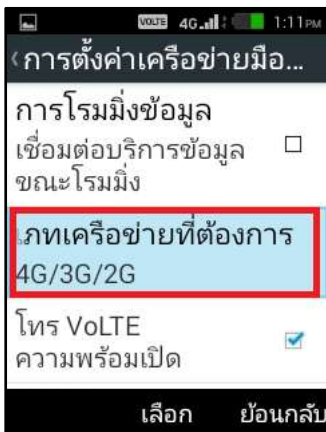 VOLTE 4G 1:11PM
‹การตั้งค่าเครือข่ายมือ...
การโรมมิ่งข้อมูล
เชื่อมต่อบริการข้อมูล
ขณะโรมมิ่ง
ภทเครือข่ายที่ต้องการ
4G/3G/2G
โทร VoLTE
ความพร้อมเปิด
เลือก ย้อนกลับ